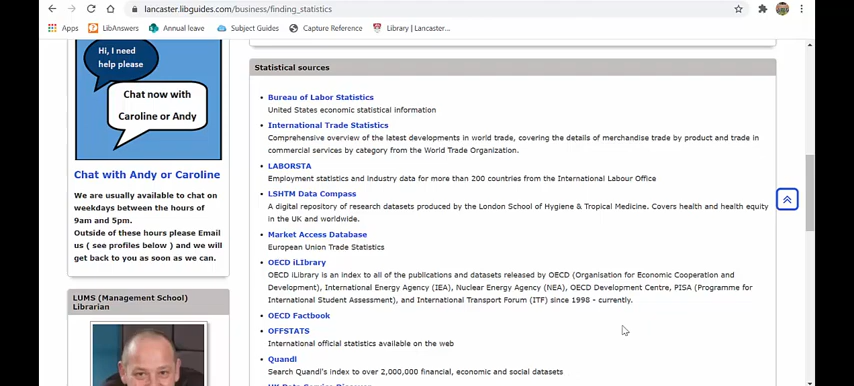 lancaster.libguides.com/business/finding_statistics
Apps LibAnswers Annual leave Subject Guides Capture Reference Library | Lancaster...
Hi, I need
help please
Chat now with
Caroline or Andy
Chat with Andy or Caroline
We are usually available to chat on
weekdays between the hours of
9am and 5pm.
Outside of these hours please Email
us ( see profiles below ) and we will
get back to you as soon as we can.
LUMS (Management School)
Librarian
Statistical sources
Bureau of Labor Statistics
United States economic statistical information
International Trade Statistics
Comprehensive overview of the latest developments in world trade, covering the details of merchandise trade by product and trade in
commercial services by category from the World Trade Organization.
LABORSTA
Employment statistics and industry data for more than 200 countries from the International Labour Office
LSHTM Data Compass
A digital repository of research datasets produced by the London School of Hygiene & Tropical Medicine. Covers health and health equity
in the UK and worldwide.
Market Access Database
European Union Trade Statistics
OECD iLIbrary
OECD iLibrary is an index to all of the publications and datasets released by OECD (Organisation for Economic Cooperation and
Development), International Energy Agency (IEA), Nuclear Energy Agency (NEA), OECD Development Centre, PISA (Programme for
International Student Assessment), and International Transport Forum (ITF) since 1998 - currently.
OECD Factbook
OFFSTATS
International official statistics available on the web
Quandl
Search Quandl's index to over 2,000,000 financial, economic and social datasets